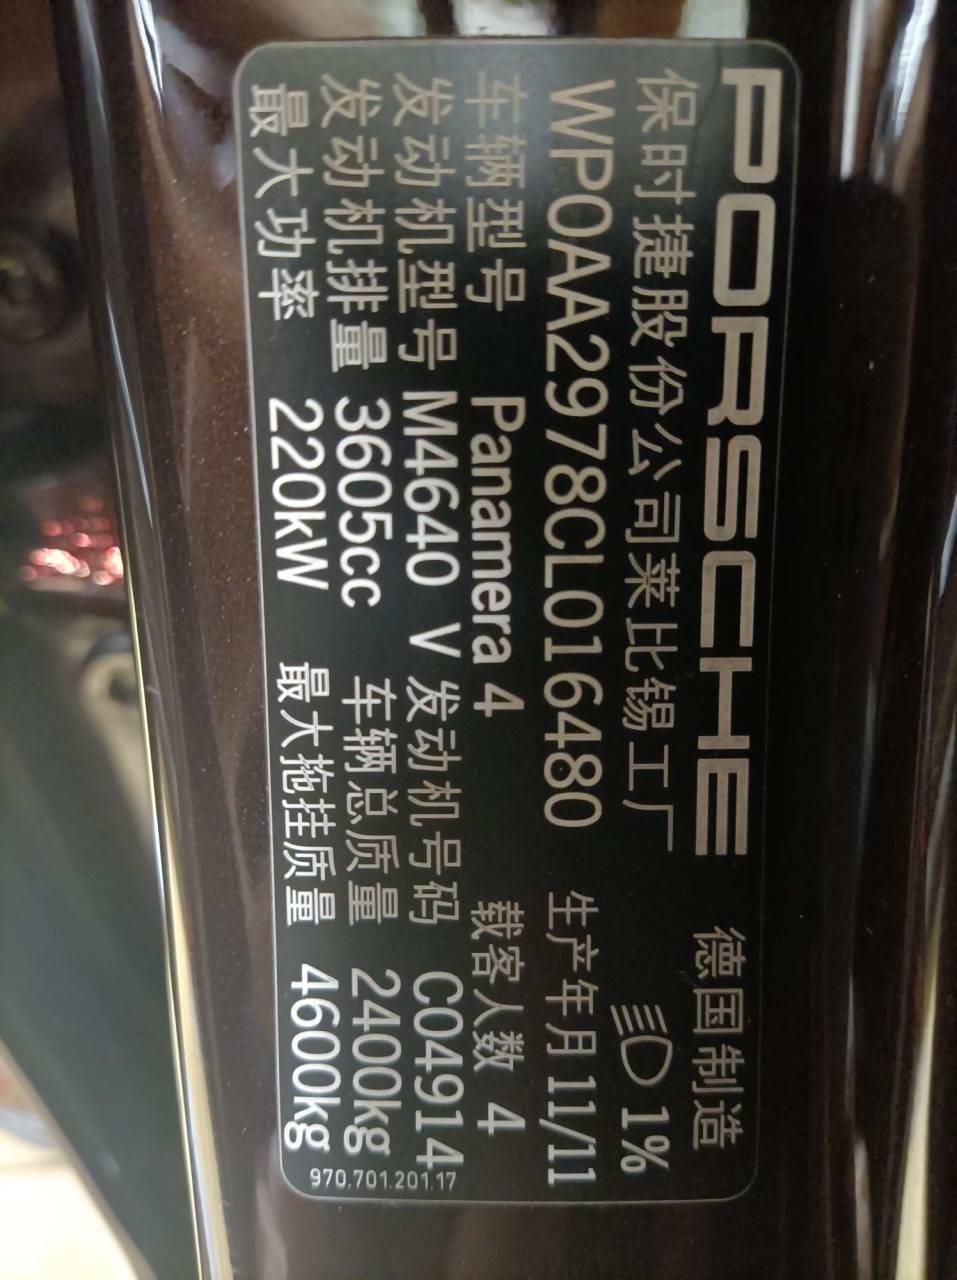 PORSCHE 德国制造
保时捷股份公司莱比锡工厂 1%
WP0AA2978CL016480 生产年月 11/11
车辆型号 Panamera 4 载客人数 4
发动机型号 M4640 V 发动机号码 C04914
发动机排量 3605cc 车辆总质量 2400kg
最大功率 220kW 最大拖挂质量 4600kg
970.701.201.17